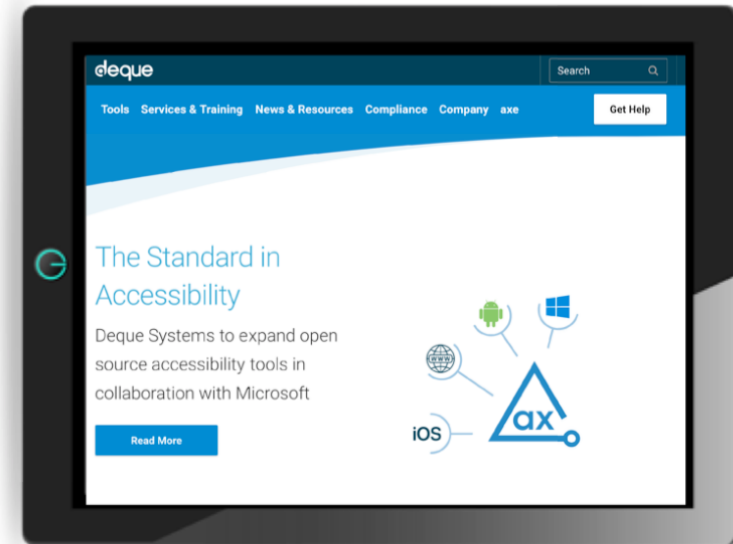 deque
Search
Tools Services & Training News & Resources Compliance Company axe Get Help
The Standard in
Accessibility
Deque Systems to expand open
source accessibility tools in
collaboration with Microsoft
Read More
www
iOS
ax